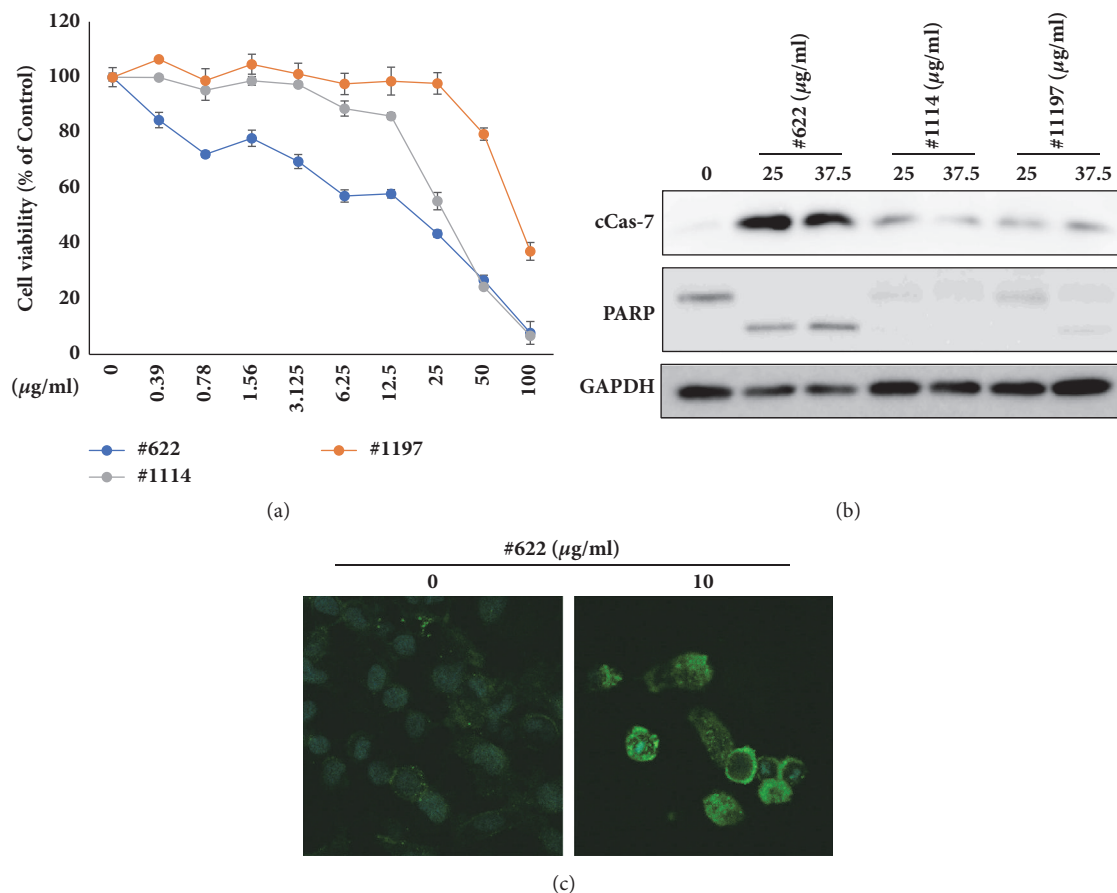 120
100
80
60
40
20
0
Cell viability (% of Control)
0 0.39 0.78 1.56 3.125 6.25 12.5 25 50 100
(μg/ml)
#622
#1197
#1114
(a)
#622 (μg/ml)
#1114 (μg/ml)
#11197 (μg/ml)
0 25 37.5 25 37.5 25 37.5
cCas-7
PARP
GAPDH
(b)
#622 (μg/ml)
0 10
(c)